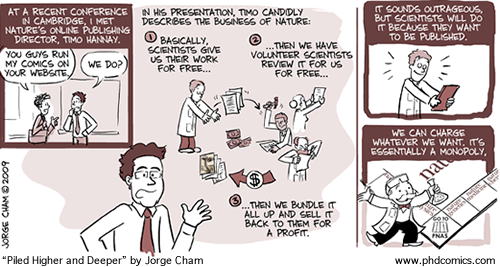 AT A RECENT CONFERENCE
IN CAMBRIDGE, I MET
NATURE'S ONLINE PUBLISHING
DIRECTOR, TIMO HANNAY.
YOU GUYS RUN
MY COMICS ON
YOUR WEBSITE.
WE DO?
IN HIS PRESENTATION, TIMO CANDIDLY
DESCRIBES THE BUSINESS OF NATURE:
1 BASICALLY,
SCIENTISTS GIVE
US THEIR WORK
FOR FREE...
2 ...THEN WE HAVE
VOLUNTEER SCIENTISTS
REVIEW IT FOR US
FOR FREE...
$
3 ...THEN WE BUNDLE IT
ALL UP AND SELL IT
BACK TO THEM FOR
A PROFIT.
IT SOUNDS OUTRAGEOUS,
BUT SCIENTISTS WILL DO
IT BECAUSE THEY WANT
TO BE PUBLISHED.
WE CAN CHARGE
WHATEVER WE WANT. IT'S
ESSENTIALLY A MONOPOLY.
GO TO
PNAS
JORGE CHAM © 2009
"Piled Higher and Deeper" by Jorge Cham
www.phdcomics.com